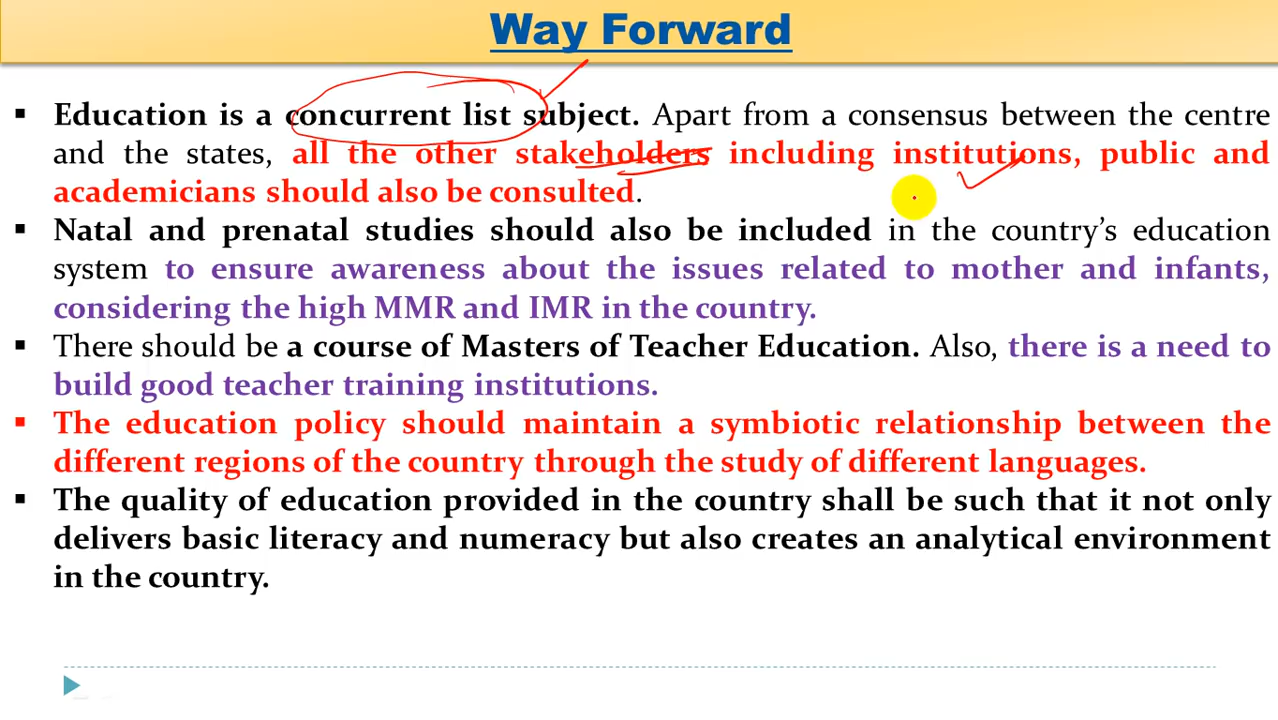 Way Forward
▪ Education is a concurrent list subject. Apart from a consensus between the centre
and the states, all the other stakeholders including institutions, public and
academicians should also be consulted.
▪ Natal and prenatal studies should also be included in the country’s education
system to ensure awareness about the issues related to mother and infants,
considering the high MMR and IMR in the country.
▪ There should be a course of Masters of Teacher Education. Also, there is a need to
build good teacher training institutions.
▪ The education policy should maintain a symbiotic relationship between the
different regions of the country through the study of different languages.
▪ The quality of education provided in the country shall be such that it not only
delivers basic literacy and numeracy but also creates an analytical environment
in the country.